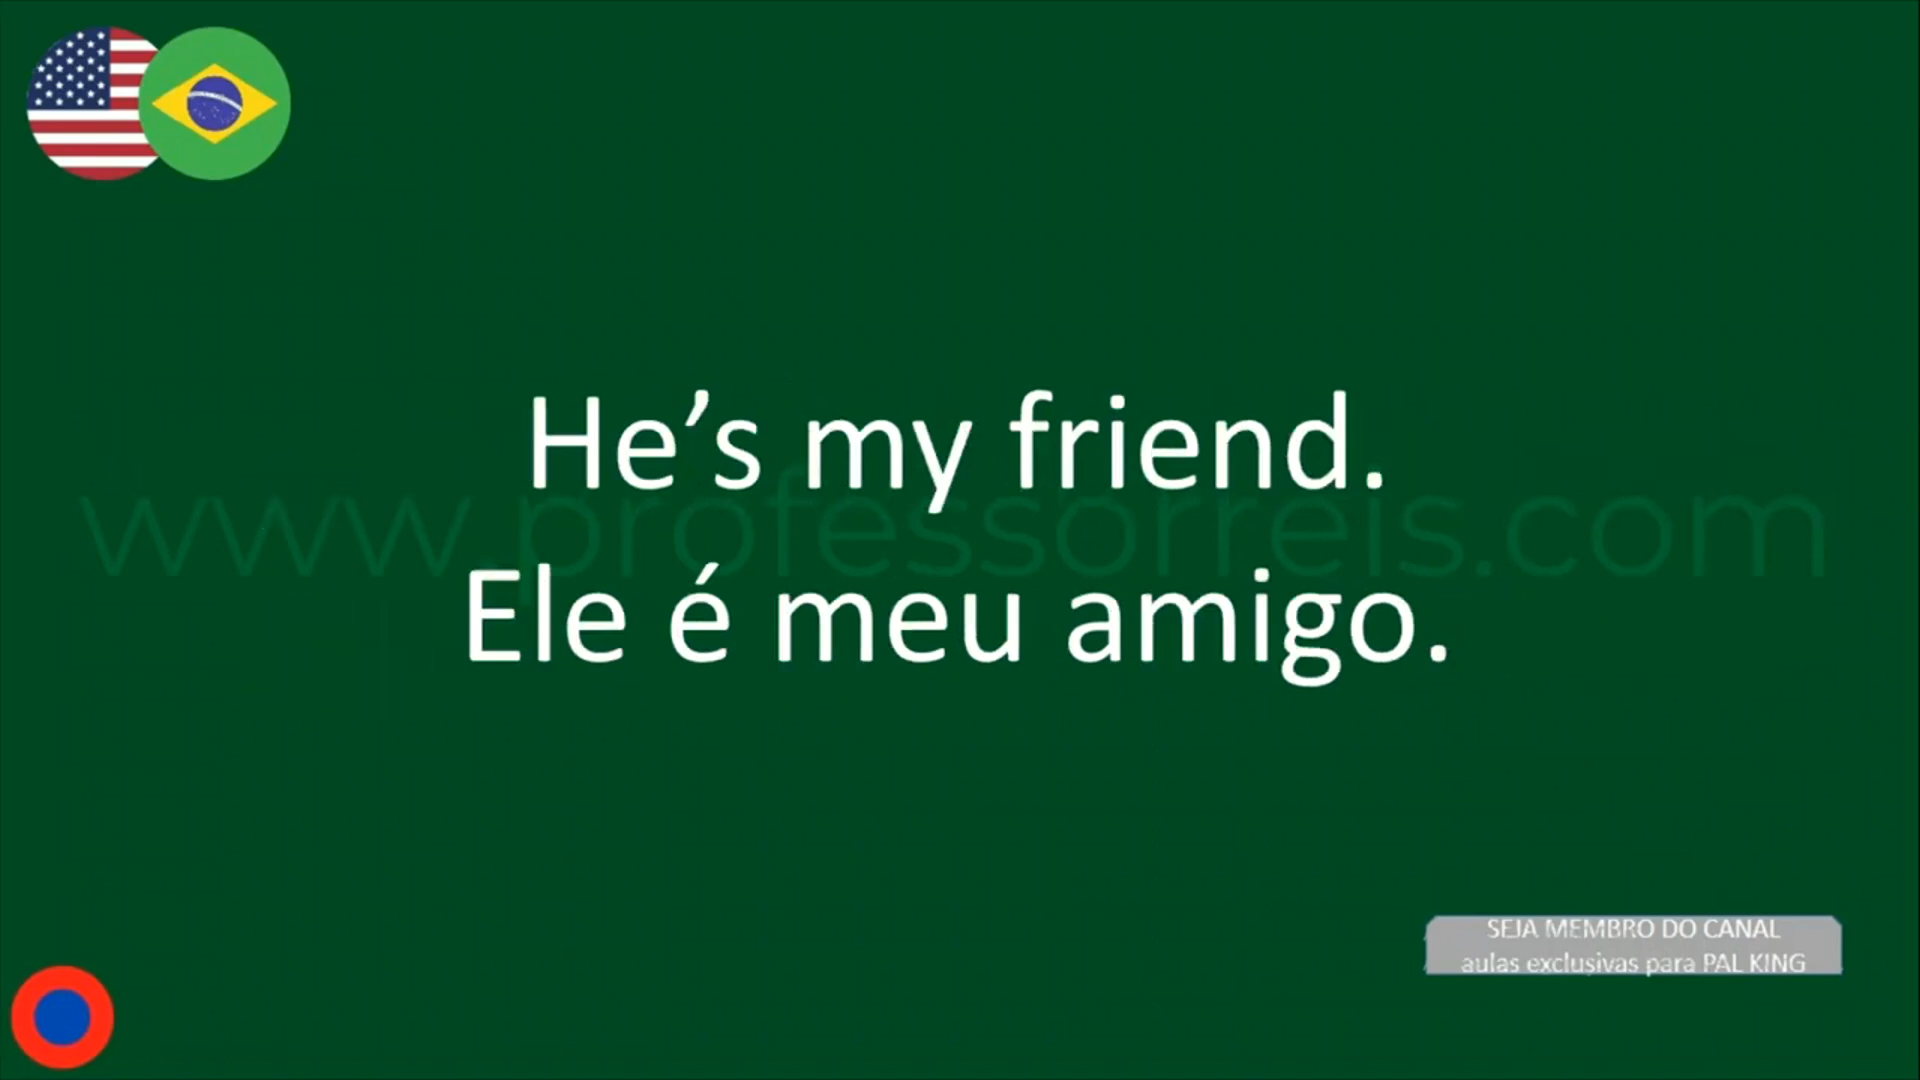 He’s my friend.
www.professorreis.com
Ele é meu amigo.
SEJA MEMBRO DO CANAL
aulas exclusivas para PAL KING